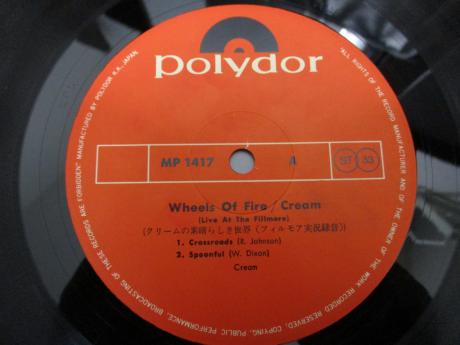 polydor
MP 1417 A ST 33
Wheels Of Fire / Cream
(Live At The Fillmore)
(クリームの素晴らしき世界《フィルモア実況録音》)
1. Crossroads (R. Johnson)
2. Spoonful (W. Dixon)
Cream
"ALL RIGHTS OF THE RECORD MANUFACTURER AND OF THE OWNER OF THE WORK RECORDED RESERVED. COPYING, PUBLIC PERFORMANCE, BROADCASTING OF THESE RECORDS ARE FORBIDDEN" MANUFACTURED BY POLYDOR K.K., JAPAN